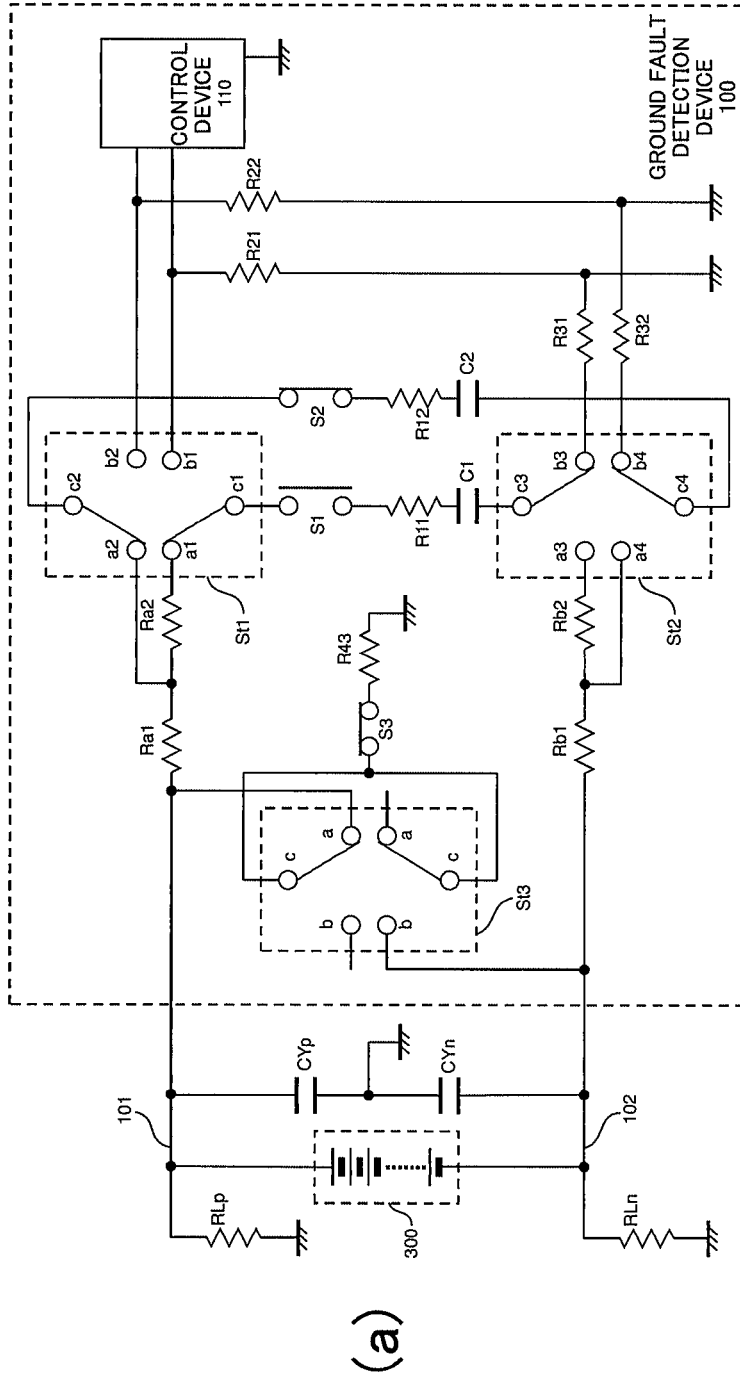 (a)
CONTROL
DEVICE
110
GROUND FAULT
DETECTION
DEVICE
100
R22
R21
R31
R32
b2
b1
c2
c1
a2
a1
St1
Ra2
Ra1
S2
R12
C2
S1
R11
C1
c3
b3
b4
c4
a3
a4
St2
Rb2
Rb1
R43
S3
a
a
c
c
b
b
St3
CYp
CYn
101
102
RLp
RLn
300